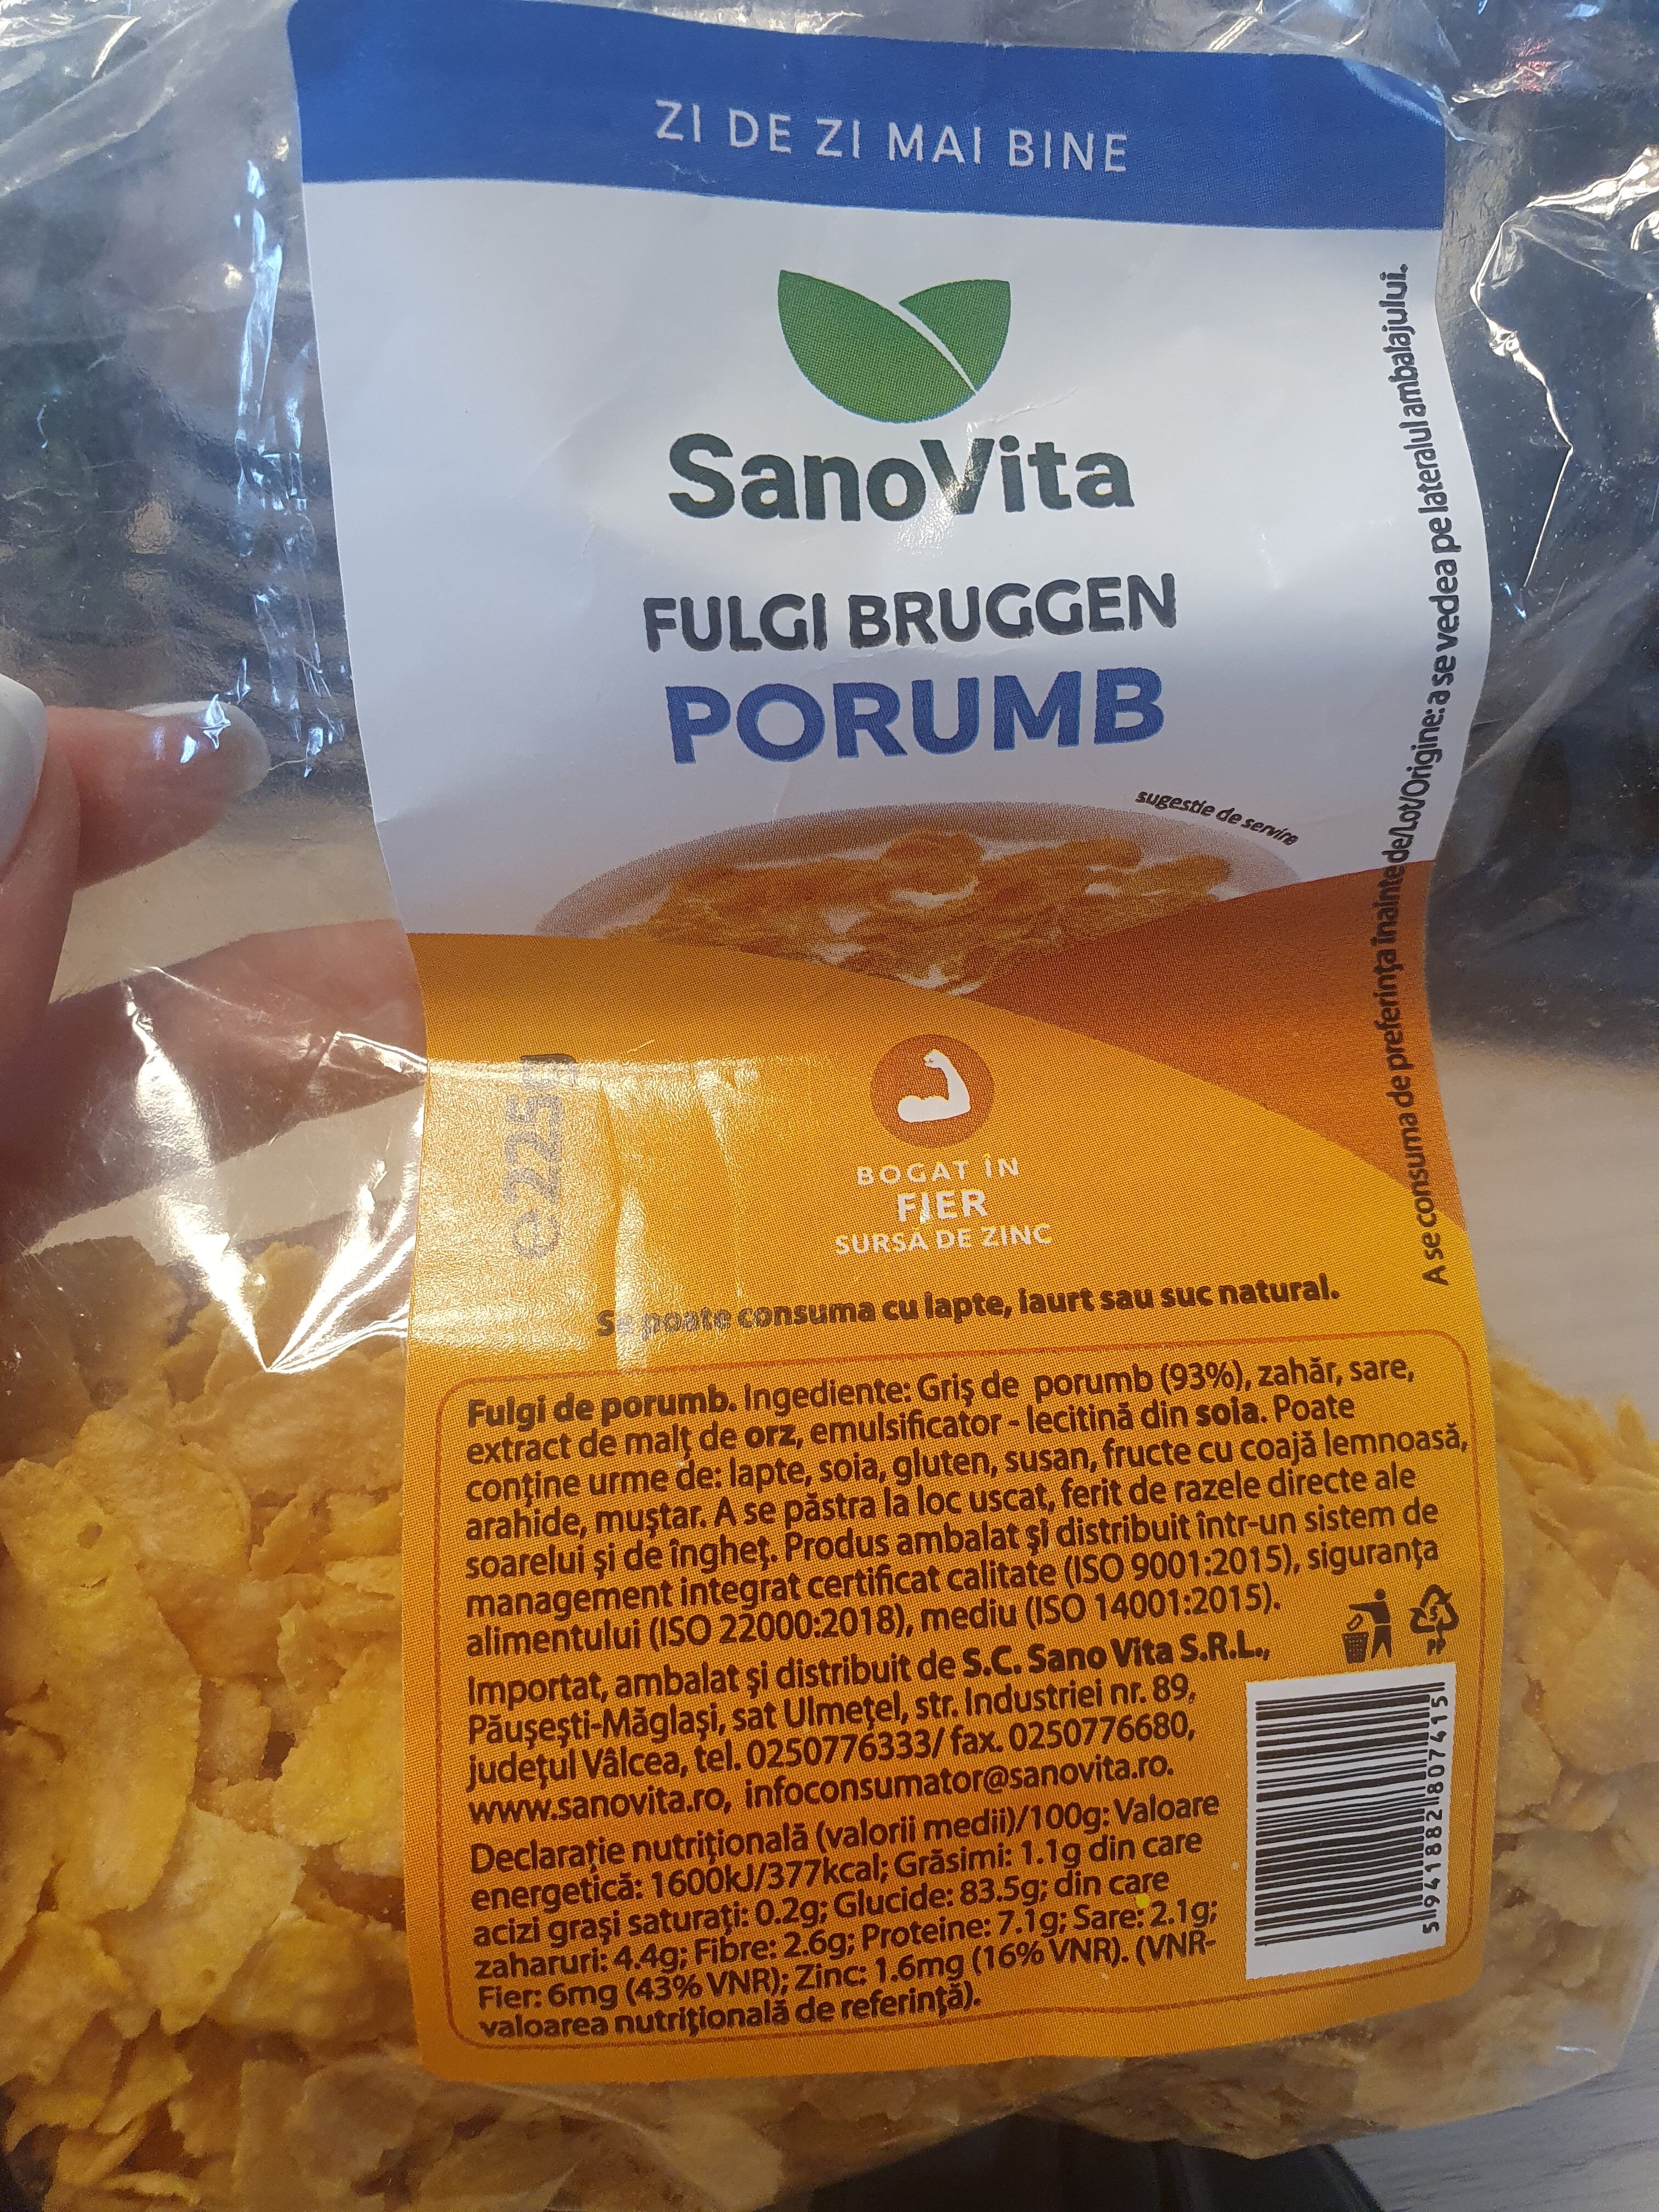 ZI DE ZI MAI BINE
SanoVita
FULGI BRUGGEN
PORUMB
sugestie de servire
A se consuma de preferința înainte de/Lot/Origine: a se vedea pe lateralul ambalajului.
e 225g
BOGAT ÎN
FIER
SURSĂ DE ZINC
Se poate consuma cu lapte, iaurt sau suc natural.
Fulgi de porumb. Ingediente: Griș de porumb (93%), zahăr, sare,
extract de malț de orz, emulsificator - lecitină din soia. Poate
conține urme de: lapte, soia, gluten, susan, fructe cu coajă lemnoasă,
arahide, muștar. A se păstra la loc uscat, ferit de razele directe ale
soarelui și de îngheț. Produs ambalat și distribuit într-un sistem de
management integrat certificat calitate (ISO 9001:2015), siguranța
alimentului (ISO 22000:2018), mediu (ISO 14001:2015).
Importat, ambalat și distribuit de S.C. Sano Vita S.R.L.,
Păușești-Măglași, sat Ulmețel, str. Industriei nr. 89,
județul Vâlcea, tel. 0250776333/ fax. 0250776680,
www.sanovita.ro, infoconsumator@sanovita.ro.
Declarație nutrițională (valorii medii)/100g: Valoare
energetică: 1600kJ/377kcal; Grăsimi: 1.1g din care
acizi grași saturați: 0.2g; Glucide: 83.5g; din care
zaharuri: 4.4g; Fibre: 2.6g; Proteine: 7.1g; Sare: 2.1g;
Fier: 6mg (43% VNR); Zinc: 1.6mg (16% VNR). (VNR-
valoarea nutrițională de referință).
5
PP
5 941882 807415